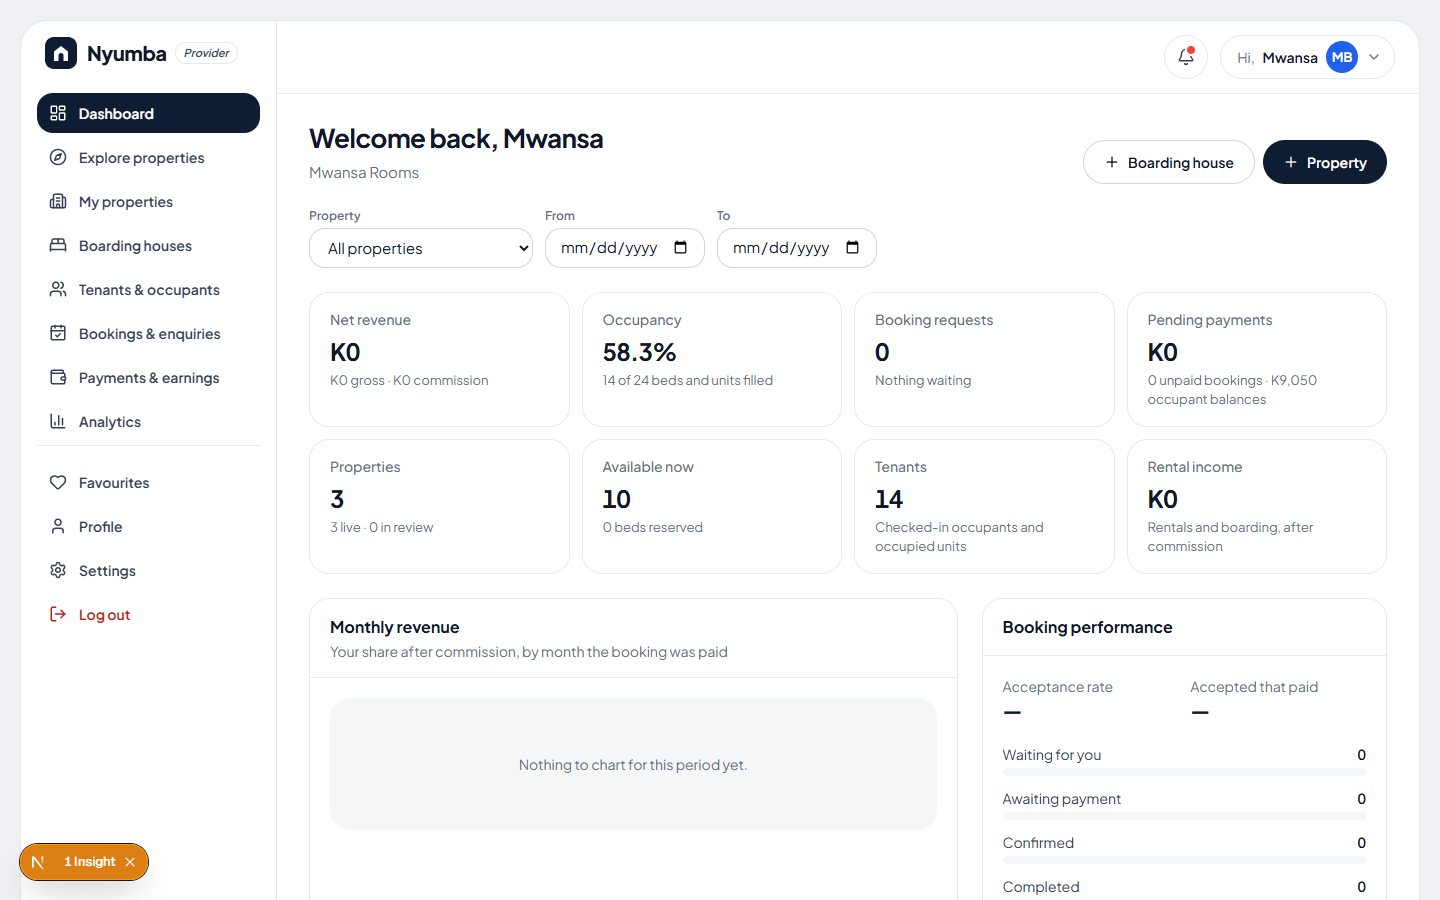 Nyumba Provider
Dashboard
Explore properties
My properties
Boarding houses
Tenants & occupants
Bookings & enquiries
Payments & earnings
Analytics
Favourites
Profile
Settings
Log out
1 Insight
Hi, Mwansa MB
Welcome back, Mwansa
Mwansa Rooms
+ Boarding house
+ Property
Property
All properties
From
mm/dd/yyyy
To
mm/dd/yyyy
Net revenue
K0
K0 gross · K0 commission
Occupancy
58.3%
14 of 24 beds and units filled
Booking requests
0
Nothing waiting
Pending payments
K0
0 unpaid bookings · K9,050
occupant balances
Properties
3
3 live · 0 in review
Available now
10
0 beds reserved
Tenants
14
Checked-in occupants and
occupied units
Rental income
K0
Rentals and boarding, after
commission
Monthly revenue
Your share after commission, by month the booking was paid
Nothing to chart for this period yet.
Booking performance
Acceptance rate
—
Accepted that paid
—
Waiting for you 0
Awaiting payment 0
Confirmed 0
Completed 0